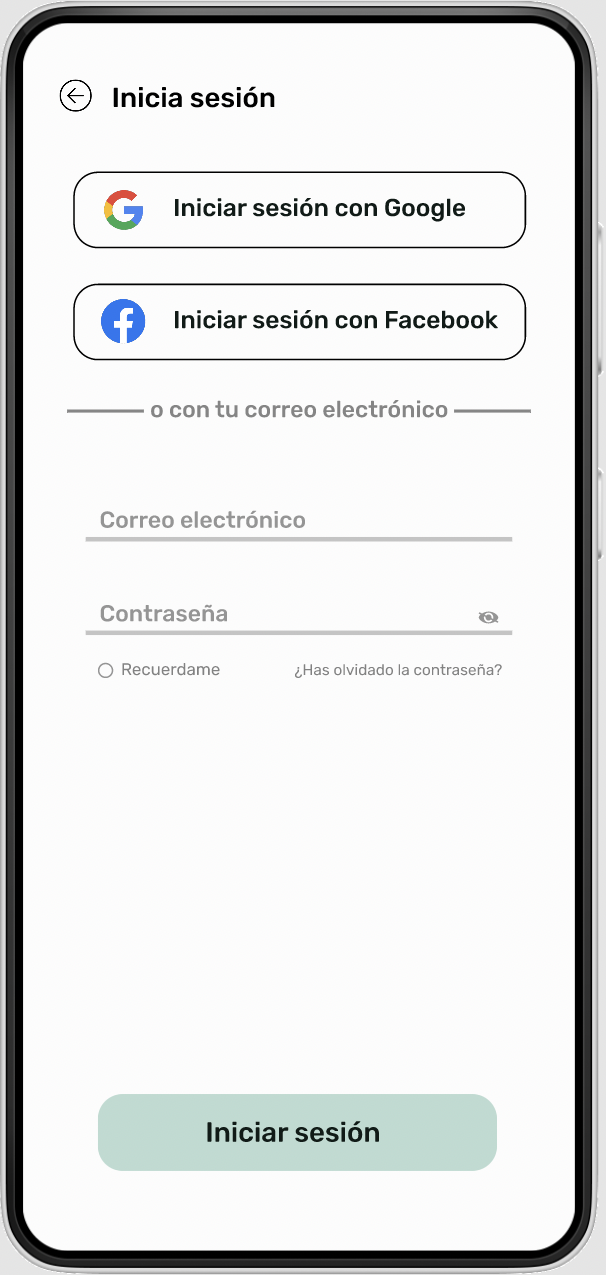 Inicia sesión
Iniciar sesión con Google
Iniciar sesión con Facebook
o con tu correo electrónico
Correo electrónico
Contraseña
Recuerdame
¿Has olvidado la contraseña?
Iniciar sesión